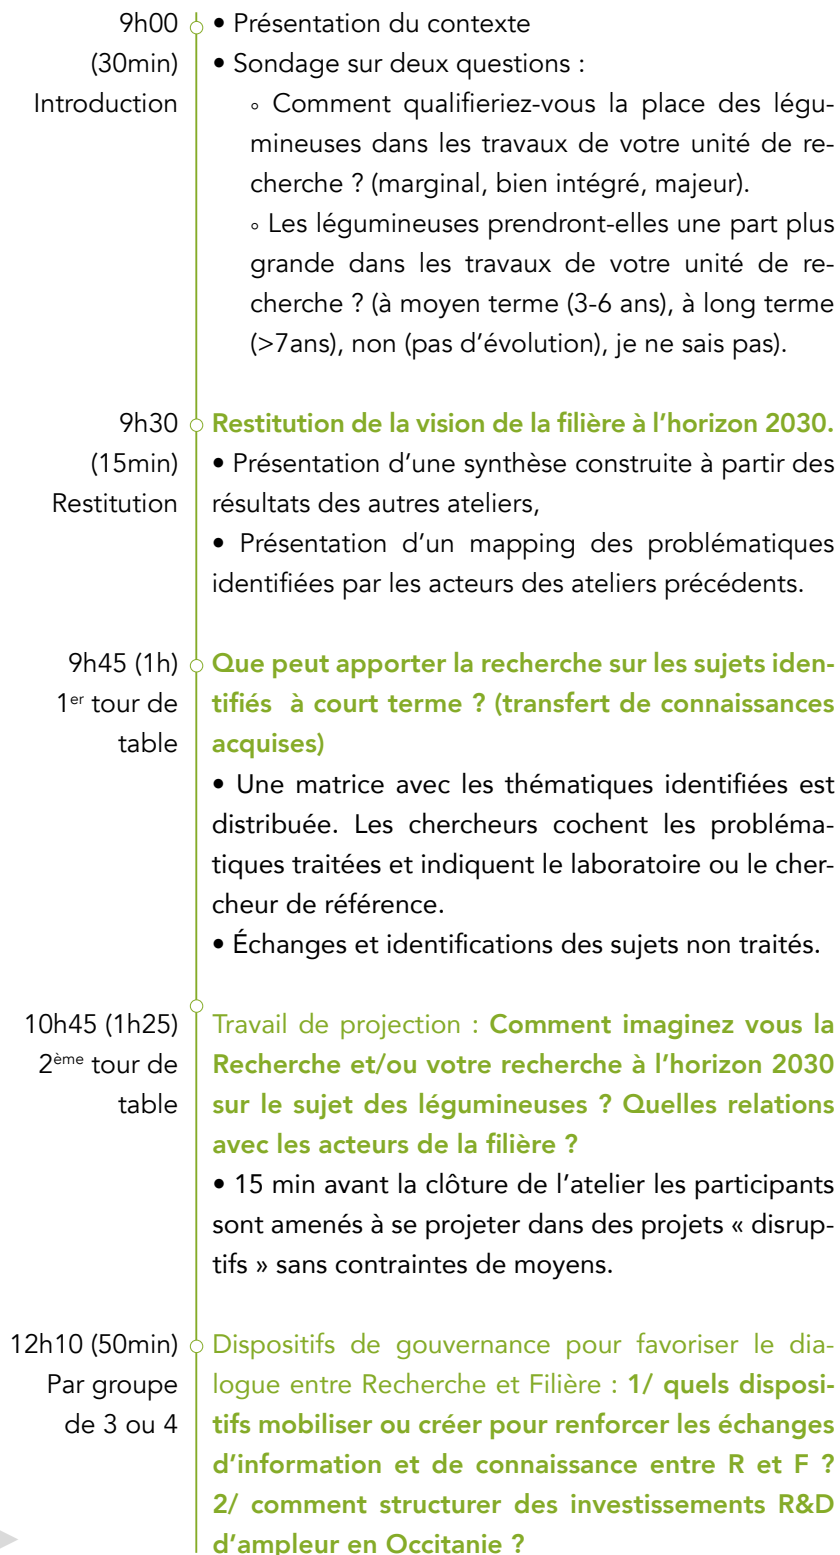 9h00
(30min)
Introduction
• Présentation du contexte
• Sondage sur deux questions :
◦ Comment qualifieriez-vous la place des légu-
mineuses dans les travaux de votre unité de re-
cherche ? (marginal, bien intégré, majeur).
◦ Les légumineuses prendront-elles une part plus
grande dans les travaux de votre unité de re-
cherche ? (à moyen terme (3-6 ans), à long terme
(>7ans), non (pas d’évolution), je ne sais pas).
9h30
(15min)
Restitution
Restitution de la vision de la filière à l’horizon 2030.
• Présentation d’une synthèse construite à partir des
résultats des autres ateliers,
• Présentation d’un mapping des problématiques
identifiées par les acteurs des ateliers précédents.
9h45 (1h)
1er tour de
table
Que peut apporter la recherche sur les sujets iden-
tifiés à court terme ? (transfert de connaissances
acquises)
• Une matrice avec les thématiques identifiées est
distribuée. Les chercheurs cochent les probléma-
tiques traitées et indiquent le laboratoire ou le cher-
cheur de référence.
• Échanges et identifications des sujets non traités.
10h45 (1h25)
2ème tour de
table
Travail de projection : Comment imaginez vous la
Recherche et/ou votre recherche à l’horizon 2030
sur le sujet des légumineuses ? Quelles relations
avec les acteurs de la filière ?
• 15 min avant la clôture de l’atelier les participants
sont amenés à se projeter dans des projets « disrup-
tifs » sans contraintes de moyens.
12h10 (50min)
Par groupe
de 3 ou 4
Dispositifs de gouvernance pour favoriser le dia-
logue entre Recherche et Filière : 1/ quels disposi-
tifs mobiliser ou créer pour renforcer les échanges
d’information et de connaissance entre R et F ?
2/ comment structurer des investissements R&D
d’ampleur en Occitanie ?